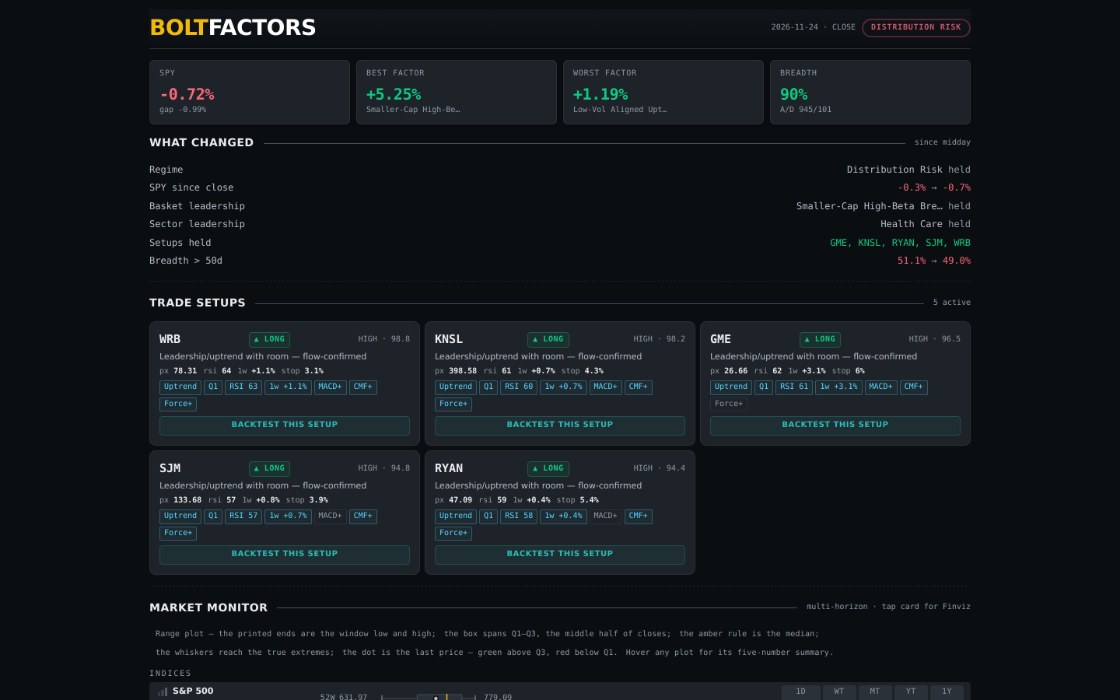 BOLTFACTORS
2026-11-24 · CLOSE DISTRIBUTION RISK
SPY
-0.72%
gap -0.99%
BEST FACTOR
+5.25%
Smaller-Cap High-Be…
WORST FACTOR
+1.19%
Low-Vol Aligned Upt…
BREADTH
90%
A/D 945/101
WHAT CHANGED since midday
Regime Distribution Risk held
SPY since close -0.3% → -0.7%
Basket leadership Smaller-Cap High-Beta Bre… held
Sector leadership Health Care held
Setups held GME, KNSL, RYAN, SJM, WRB
Breadth > 50d 51.1% → 49.0%
TRADE SETUPS 5 active
WRB ▲ LONG HIGH · 98.8
Leadership/uptrend with room — flow-confirmed
px 78.31 rsi 64 1w +1.1% stop 3.1%
Uptrend Q1 RSI 63 1w +1.1% MACD+ CMF+
Force+
BACKTEST THIS SETUP
KNSL ▲ LONG HIGH · 98.2
Leadership/uptrend with room — flow-confirmed
px 398.58 rsi 61 1w +0.7% stop 4.3%
Uptrend Q1 RSI 60 1w +0.7% MACD+ CMF+
Force+
BACKTEST THIS SETUP
GME ▲ LONG HIGH · 96.5
Leadership/uptrend with room — flow-confirmed
px 26.66 rsi 62 1w +3.1% stop 6%
Uptrend Q1 RSI 61 1w +3.1% MACD+ CMF+
Force+
BACKTEST THIS SETUP
SJM ▲ LONG HIGH · 94.8
Leadership/uptrend with room — flow-confirmed
px 133.68 rsi 57 1w +0.8% stop 3.9%
Uptrend Q1 RSI 57 1w +0.7% MACD+ CMF+
Force+
BACKTEST THIS SETUP
RYAN ▲ LONG HIGH · 94.4
Leadership/uptrend with room — flow-confirmed
px 47.09 rsi 59 1w +0.4% stop 5.4%
Uptrend Q1 RSI 58 1w +0.4% MACD+ CMF+
Force+
BACKTEST THIS SETUP
MARKET MONITOR multi-horizon · tap card for Finviz
Range plot — the printed ends are the window low and high; the box spans Q1–Q3, the middle half of closes; the amber rule is the median;
the whiskers reach the true extremes; the dot is the last price — green above Q3, red below Q1. Hover any plot for its five-number summary.
INDICES
S&P 500 52W 631.97 779.09 1D WT MT YT 1Y